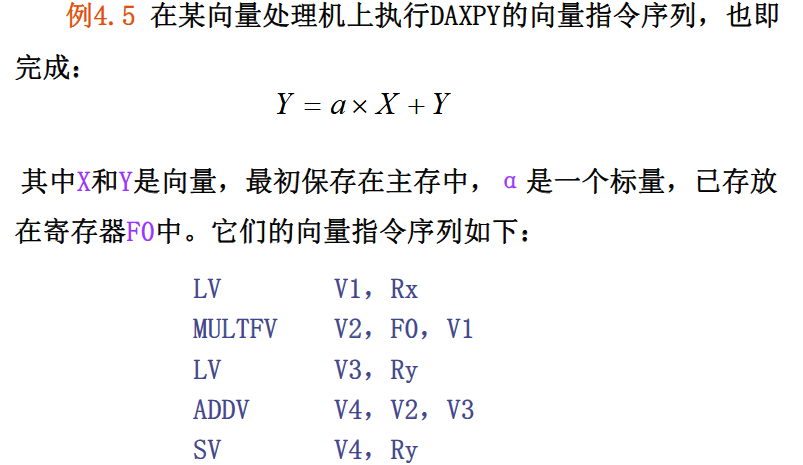 例4.5 在某向量处理机上执行DAXPY的向量指令序列，也即
完成：
Y = a × X + Y
其中X和Y是向量，最初保存在主存中，α是一个标量，已存放
在寄存器F0中。它们的向量指令序列如下：
LV V1，Rx
MULTFV V2，F0，V1
LV V3，Ry
ADDV V4，V2，V3
SV V4，Ry